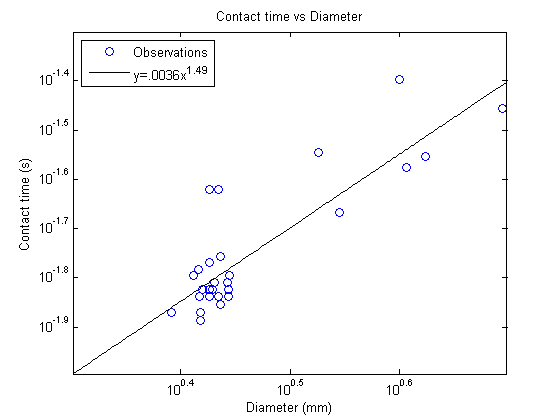 Contact time vs Diameter
Observations
y=.0036x^1.49
10^-1.4
10^-1.5
10^-1.6
10^-1.7
10^-1.8
10^-1.9
Contact time (s)
10^0.4
10^0.5
10^0.6
Diameter (mm)